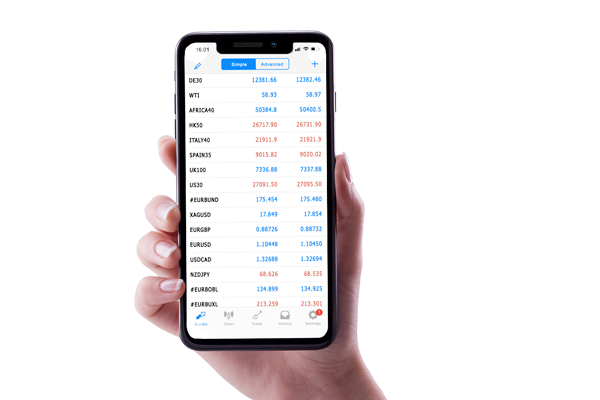 16:01
Simple Advanced +
DE30 12381.66 12382.46
WTI 58.93 58.97
AFRICA40 50384.8 50400.5
HK50 26717.90 26731.90
ITALY40 21911.9 21921.9
SPAIN35 9015.82 9020.02
UK100 7336.88 7337.88
US30 27091.50 27095.50
#EURBUND 175.454 175.480
XAGUSD 17.849 17.854
EURGBP 0.88726 0.88732
EURUSD 1.10448 1.10450
USDCAD 1.32688 1.32694
NZDJPY 68.626 68.535
#EURBOBL 134.899 134.925
#EURBUXL 213.259 213.301
Quotes Chart Trade History Settings